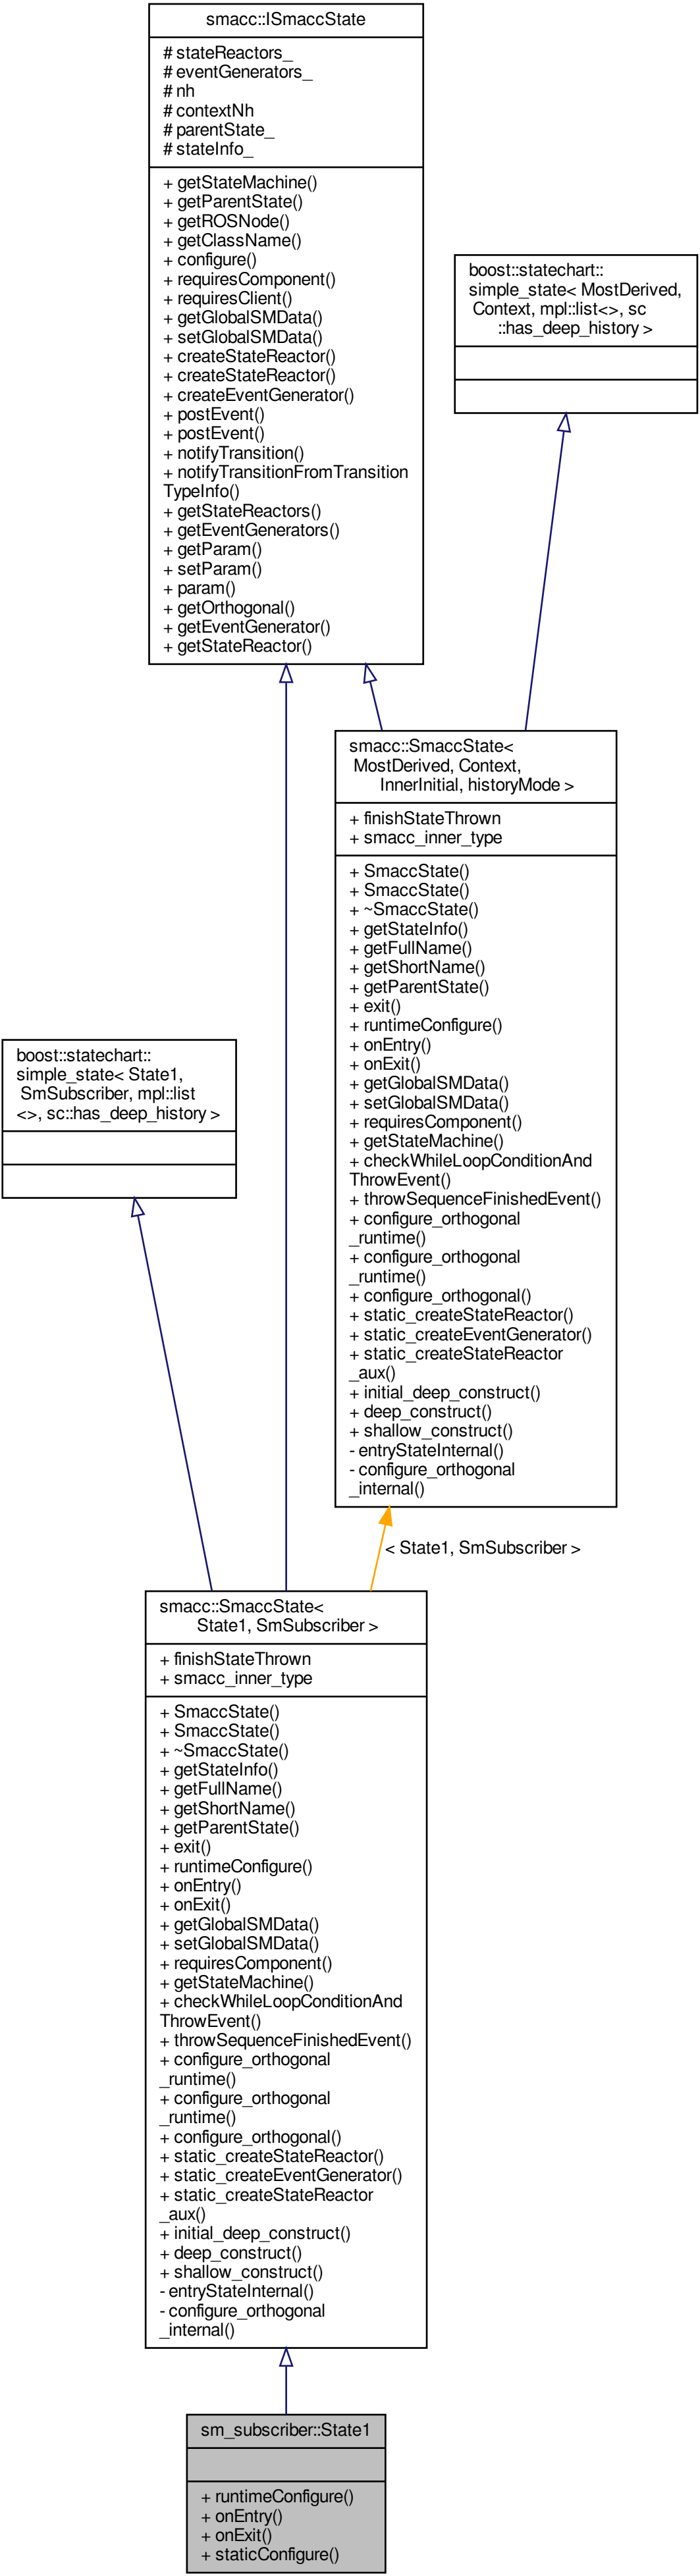 smacc::ISmaccState
# stateReactors_
# eventGenerators_
# nh
# contextNh
# parentState_
# stateInfo_
+ getStateMachine()
+ getParentState()
+ getROSNode()
+ getClassName()
+ configure()
+ requiresComponent()
+ requiresClient()
+ getGlobalSMData()
+ setGlobalSMData()
+ createStateReactor()
+ createStateReactor()
+ createEventGenerator()
+ postEvent()
+ postEvent()
+ notifyTransition()
+ notifyTransitionFromTransition
TypeInfo()
+ getStateReactors()
+ getEventGenerators()
+ getParam()
+ setParam()
+ param()
+ getOrthogonal()
+ getEventGenerator()
+ getStateReactor()
boost::statechart::
simple_state< MostDerived,
Context, mpl::list<>, sc
::has_deep_history >
smacc::SmaccState<
MostDerived, Context,
InnerInitial, historyMode >
+ finishStateThrown
+ smacc_inner_type
+ SmaccState()
+ SmaccState()
+ ~SmaccState()
+ getStateInfo()
+ getFullName()
+ getShortName()
+ getParentState()
+ exit()
+ runtimeConfigure()
+ onEntry()
+ onExit()
+ getGlobalSMData()
+ setGlobalSMData()
+ requiresComponent()
+ getStateMachine()
+ checkWhileLoopConditionAnd
ThrowEvent()
+ throwSequenceFinishedEvent()
+ configure_orthogonal
_runtime()
+ configure_orthogonal
_runtime()
+ configure_orthogonal()
+ static_createStateReactor()
+ static_createEventGenerator()
+ static_createStateReactor
_aux()
+ initial_deep_construct()
+ deep_construct()
+ shallow_construct()
- entryStateInternal()
- configure_orthogonal
_internal()
boost::statechart::
simple_state< State1,
SmSubscriber, mpl::list
<>, sc::has_deep_history >
< State1, SmSubscriber >
smacc::SmaccState<
State1, SmSubscriber >
+ finishStateThrown
+ smacc_inner_type
+ SmaccState()
+ SmaccState()
+ ~SmaccState()
+ getStateInfo()
+ getFullName()
+ getShortName()
+ getParentState()
+ exit()
+ runtimeConfigure()
+ onEntry()
+ onExit()
+ getGlobalSMData()
+ setGlobalSMData()
+ requiresComponent()
+ getStateMachine()
+ checkWhileLoopConditionAnd
ThrowEvent()
+ throwSequenceFinishedEvent()
+ configure_orthogonal
_runtime()
+ configure_orthogonal
_runtime()
+ configure_orthogonal()
+ static_createStateReactor()
+ static_createEventGenerator()
+ static_createStateReactor
_aux()
+ initial_deep_construct()
+ deep_construct()
+ shallow_construct()
- entryStateInternal()
- configure_orthogonal
_internal()
sm_subscriber::State1
+ runtimeConfigure()
+ onEntry()
+ onExit()
+ staticConfigure()